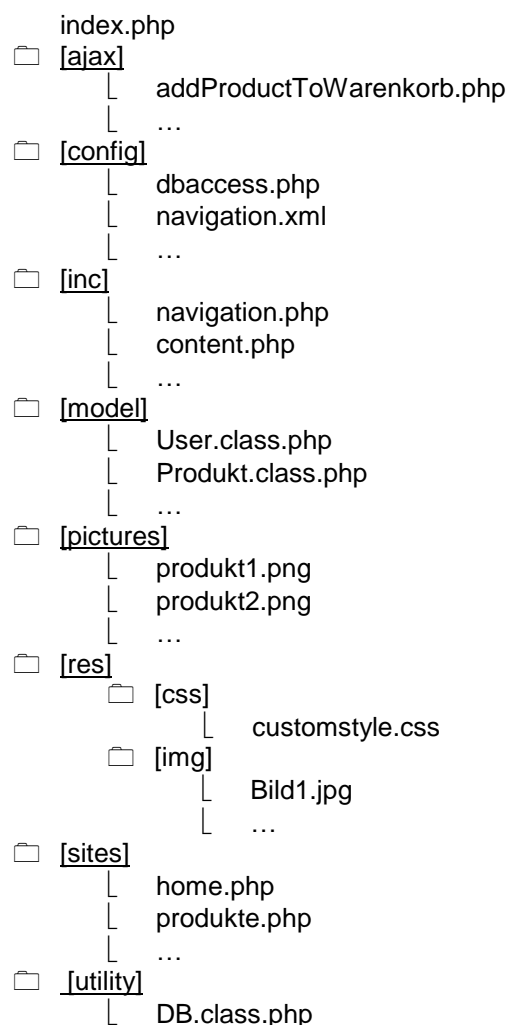 index.php
[ajax]
addProductToWarenkorb.php
…
[config]
dbaccess.php
navigation.xml
…
[inc]
navigation.php
content.php
…
[model]
User.class.php
Produkt.class.php
…
[pictures]
produkt1.png
produkt2.png
…
[res]
[css]
customstyle.css
[img]
Bild1.jpg
…
[sites]
home.php
produkte.php
…
[utility]
DB.class.php